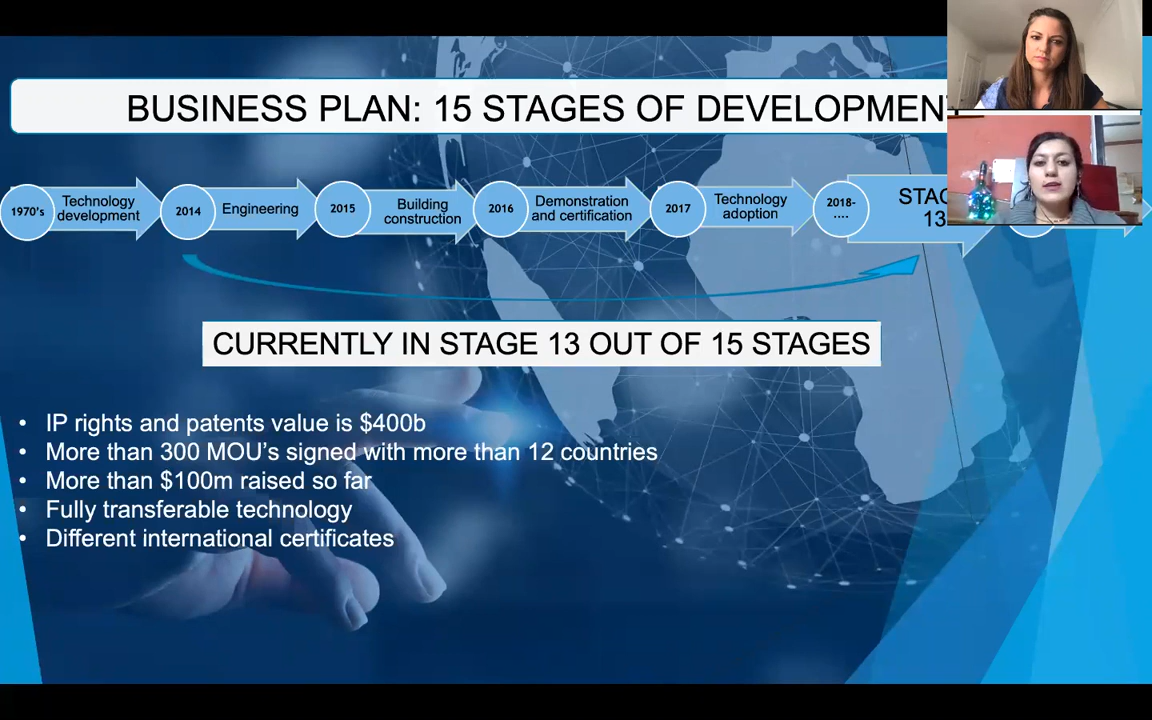 BUSINESS PLAN: 15 STAGES OF DEVELOPMEN
1970's
Technology
development
2014
Engineering
2015
Building
construction
2016
Demonstration
and certification
2017
Technology
adoption
2018-
....
STAG
13
CURRENTLY IN STAGE 13 OUT OF 15 STAGES
• IP rights and patents value is $400b
• More than 300 MOU's signed with more than 12 countries
• More than $100m raised so far
• Fully transferable technology
• Different international certificates